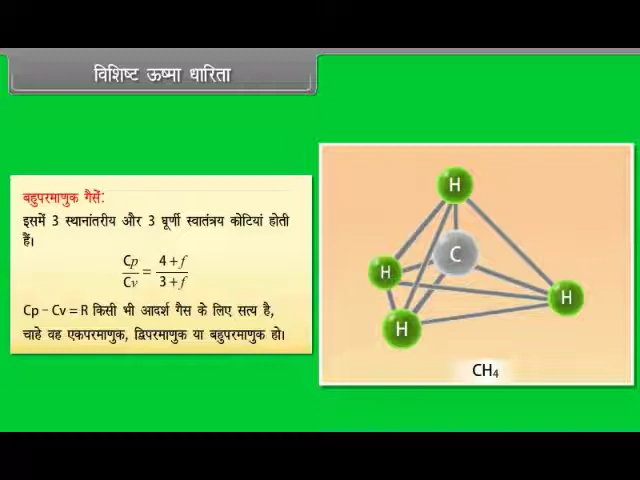 विशिष्ट ऊष्मा धारिता
बहुपरमाणुक गैसें:
इसमें 3 स्थानांतरीय और 3 घूर्णी स्वातंत्रय कोटियां होती
हैं।
Cp/Cv = 4 + f/3 + f
Cp – Cv = R किसी भी आदर्श गैस के लिए सत्य है,
चाहे वह एकपरमाणुक, द्विपरमाणुक या बहुपरमाणुक हो।
H
C
H
H
H
CH₄